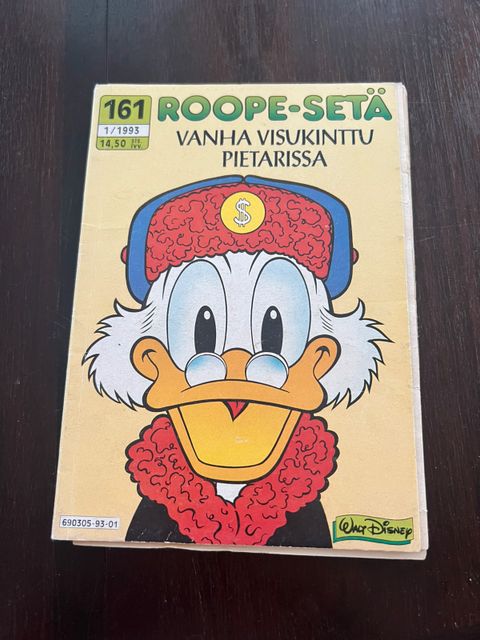 161
ROOPE-SETÄ
1/1993
14,50
VANHA VISUKINTTU
PIETARISSA
$
690305-93-01
Walt Disney